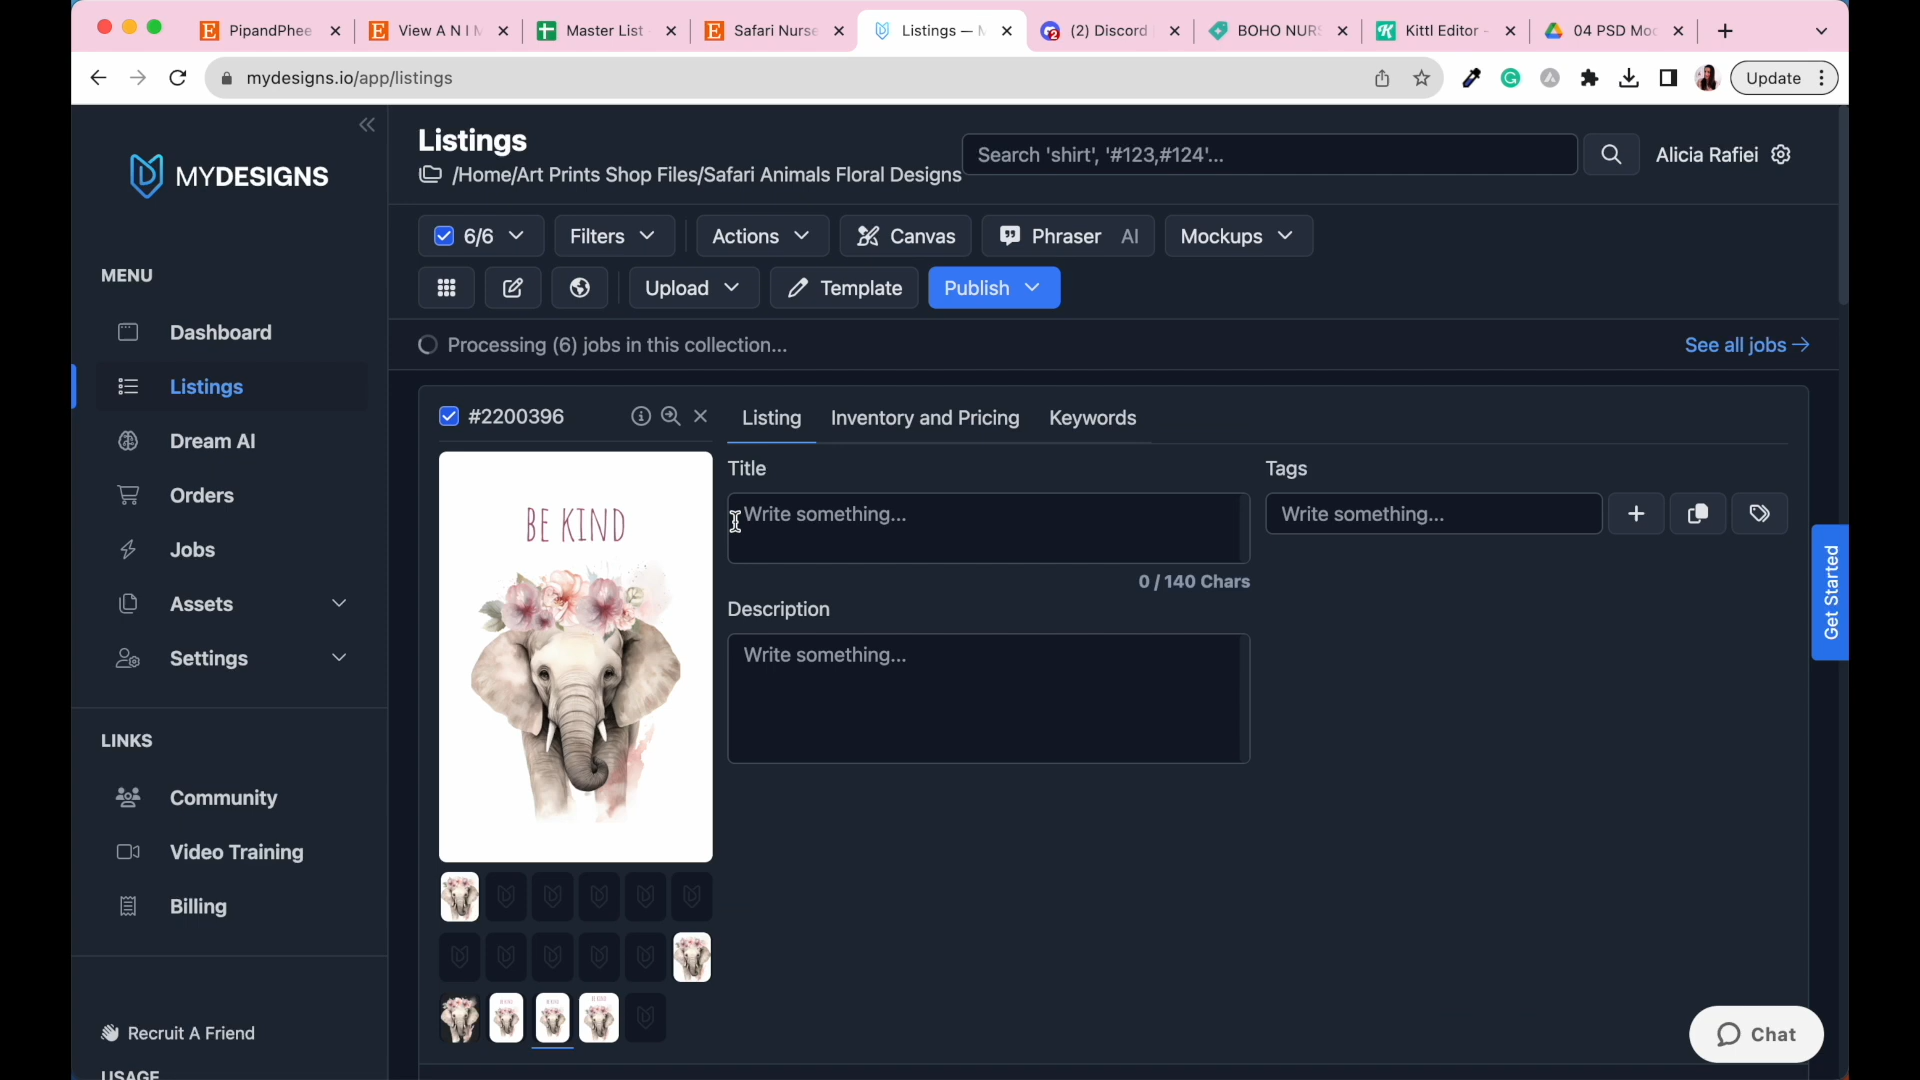 PipandPhee
View A N I M
Master List
Safari Nurse
Listings — M
(2) Discord
BOHO NURS
Kittl Editor -
04 PSD Moc
mydesigns.io/app/listings
Update
MYDESIGNS
Listings
/Home/Art Prints Shop Files/Safari Animals Floral Designs
Search 'shirt', '#123,#124'...
Alicia Rafiei
6/6
Filters
Actions
Canvas
Phraser AI
Mockups
Upload
Template
Publish
Processing (6) jobs in this collection...
See all jobs
MENU
Dashboard
Listings
Dream AI
Orders
Jobs
Assets
Settings
LINKS
Community
Video Training
Billing
Recruit A Friend
USAGE
#2200396
Listing
Inventory and Pricing
Keywords
BE KIND
Title
Write something...
0 / 140 Chars
Description
Write something...
Tags
Write something...
Get Started
Chat